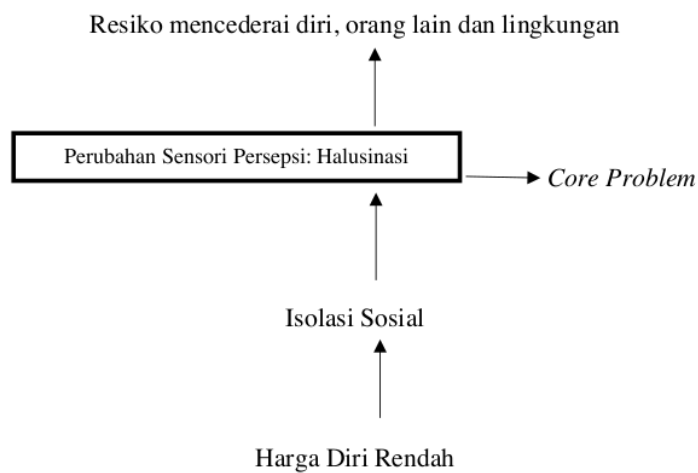 Resiko mencederai diri, orang lain dan lingkungan
Perubahan Sensori Persepsi: Halusinasi
Core Problem
Isolasi Sosial
Harga Diri Rendah